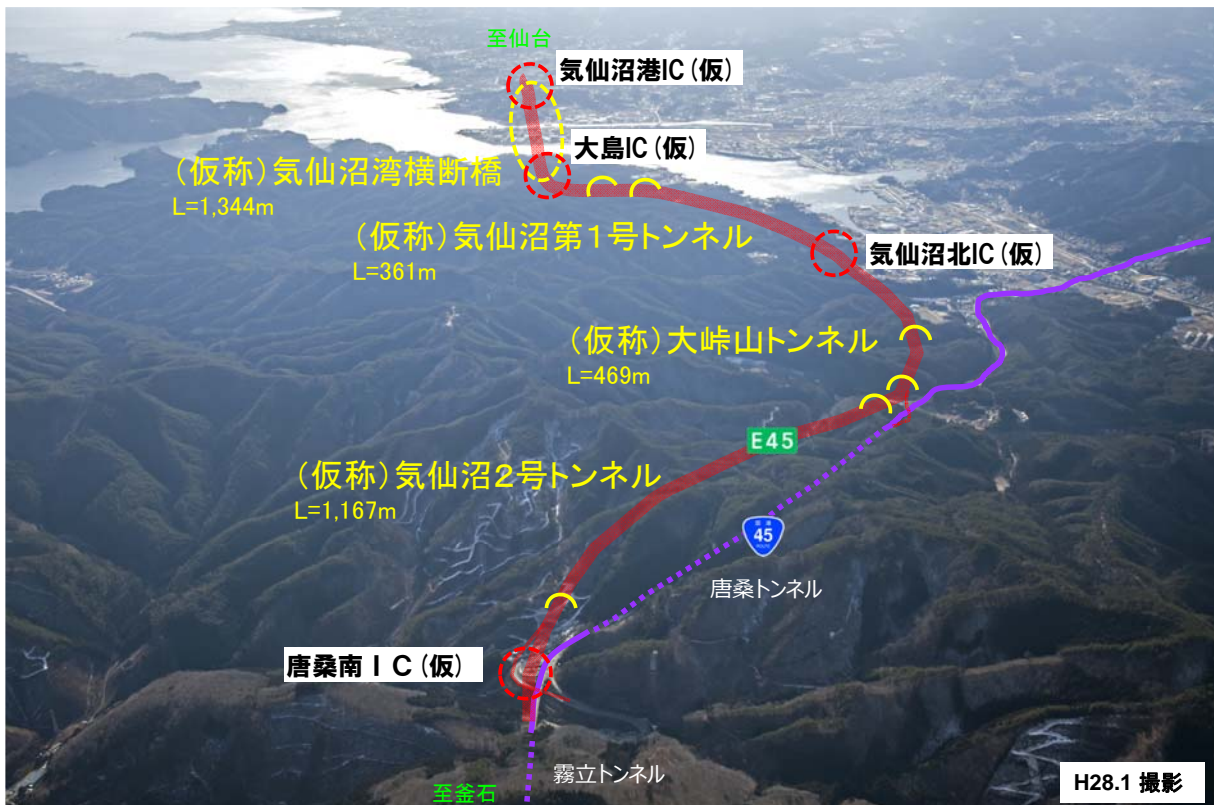 至仙台
気仙沼港IC(仮)
大島IC(仮)
(仮称)気仙沼湾横断橋
L=1,344m
(仮称)気仙沼第1号トンネル
L=361m
気仙沼北IC(仮)
(仮称)大峠山トンネル
L=469m
E45
(仮称)気仙沼2号トンネル
L=1,167m
国道
45
ROUTE
唐桑トンネル
唐桑南IC(仮)
霧立トンネル
至釜石
H28.1 撮影